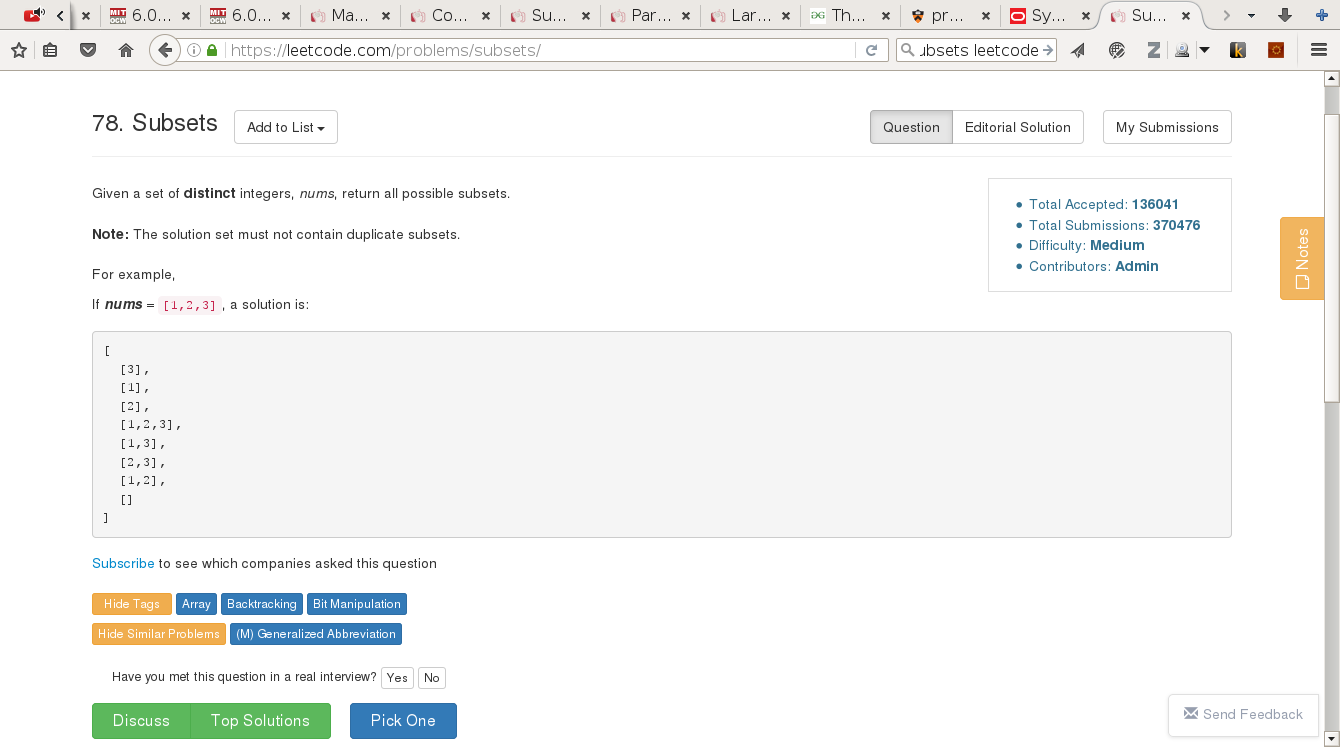 6.0... 6.0... Ma... Co... Su... Par... Lar... Th... pr... Sy... Su...
https://leetcode.com/problems/subsets/ ubsets leetcode
78. Subsets Add to List Question Editorial Solution My Submissions
Given a set of distinct integers, nums, return all possible subsets.
Total Accepted: 136041
Total Submissions: 370476
Difficulty: Medium
Contributors: Admin
Notes
Note: The solution set must not contain duplicate subsets.
For example,
If nums = [1,2,3], a solution is:
[
[3],
[1],
[2],
[1,2,3],
[1,3],
[2,3],
[1,2],
[]
]
Subscribe to see which companies asked this question
Hide Tags Array Backtracking Bit Manipulation
Hide Similar Problems (M) Generalized Abbreviation
Have you met this question in a real interview? Yes No
Discuss Top Solutions Pick One
Send Feedback